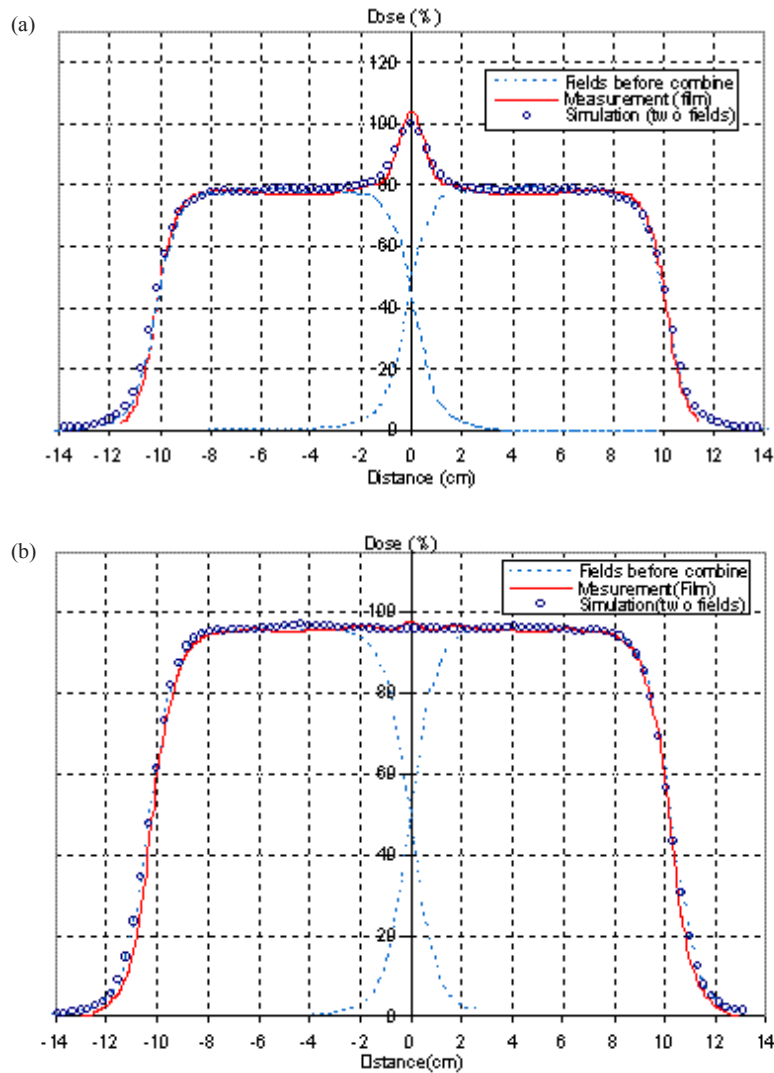 (a)
Dose (%)
120
100
80
60
40
20
0
Fields before combine
Measurement (film)
Simulation (tw o fields)
-14 -12 -10 -8 -6 -4 -2 0 2 4 6 8 10 12 14
Distance (cm)
(b)
Dose (%)
100
80
60
40
20
0
Fields before combine
Mesurement(Film)
Simulation(tw o fields)
-14 -12 -10 -8 -6 -4 -2 0 2 4 6 8 10 12 14
Distance(cm)